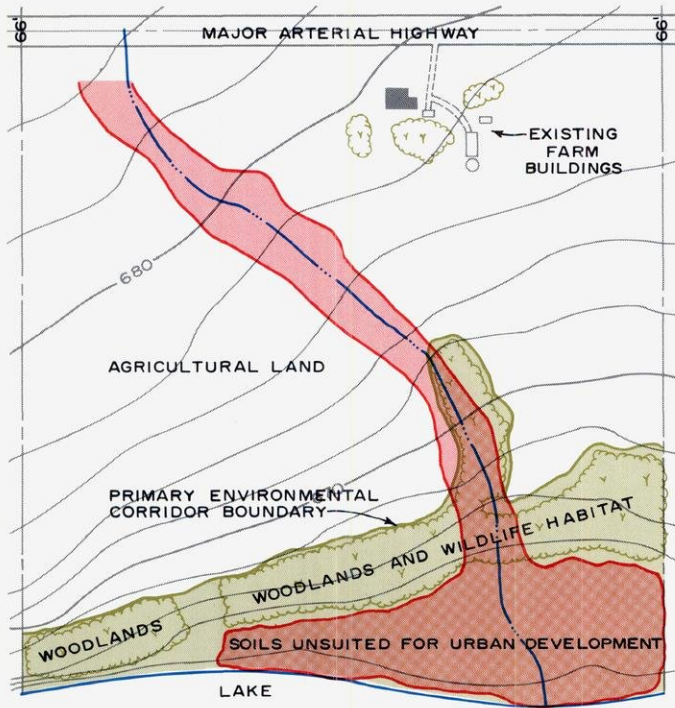 66'
MAJOR ARTERIAL HIGHWAY
66'
EXISTING
FARM
BUILDINGS
680
AGRICULTURAL LAND
PRIMARY ENVIRONMENTAL
CORRIDOR BOUNDARY
WOODLANDS AND WILDLIFE HABITAT
WOODLANDS
SOILS UNSUITED FOR URBAN DEVELOPMENT
LAKE